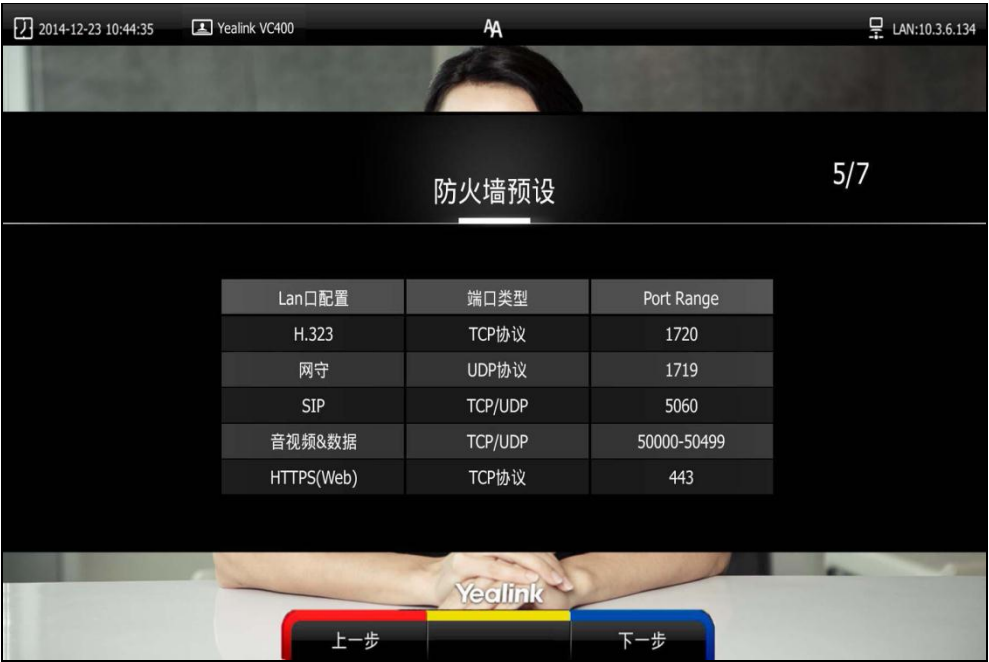 2014-12-23 10:44:35 Yealink VC400 LAN:10.3.6.134
防火墙预设 5/7
Lan口配置 端口类型 Port Range
H.323 TCP协议 1720
网守 UDP协议 1719
SIP TCP/UDP 5060
音视频&数据 TCP/UDP 50000-50499
HTTPS(Web) TCP协议 443
Yealink
上一步 下一步